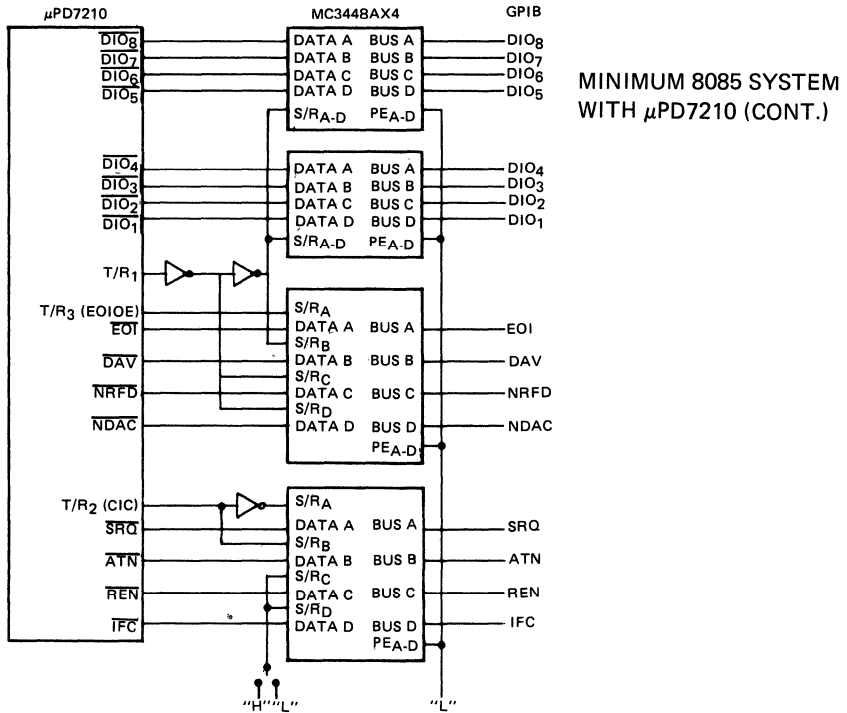 μPD7210 MC3448AX4 GPIB
DIO8 DATA A BUS A DIO8
DIO7 DATA B BUS B DIO7
DIO6 DATA C BUS C DIO6
DIO5 DATA D BUS D DIO5
S/RA-D PEA-D
MINIMUM 8085 SYSTEM
WITH μPD7210 (CONT.)
DIO4 DATA A BUS A DIO4
DIO3 DATA B BUS B DIO3
DIO2 DATA C BUS C DIO2
DIO1 DATA D BUS D DIO1
S/RA-D PEA-D
T/R1
T/R3 (EOIOE) S/RA
EOI DATA A BUS A EOI
S/RB
DAV DATA B BUS B DAV
S/RC
NRFD DATA C BUS C NRFD
S/RD
NDAC DATA D BUS D NDAC
PEA-D
T/R2 (CIC) S/RA
SRQ DATA A BUS A SRQ
S/RB
ATN DATA B BUS B ATN
S/RC
REN DATA C BUS C REN
S/RD
IFC DATA D BUS D IFC
PEA-D
"H" "L" "L"